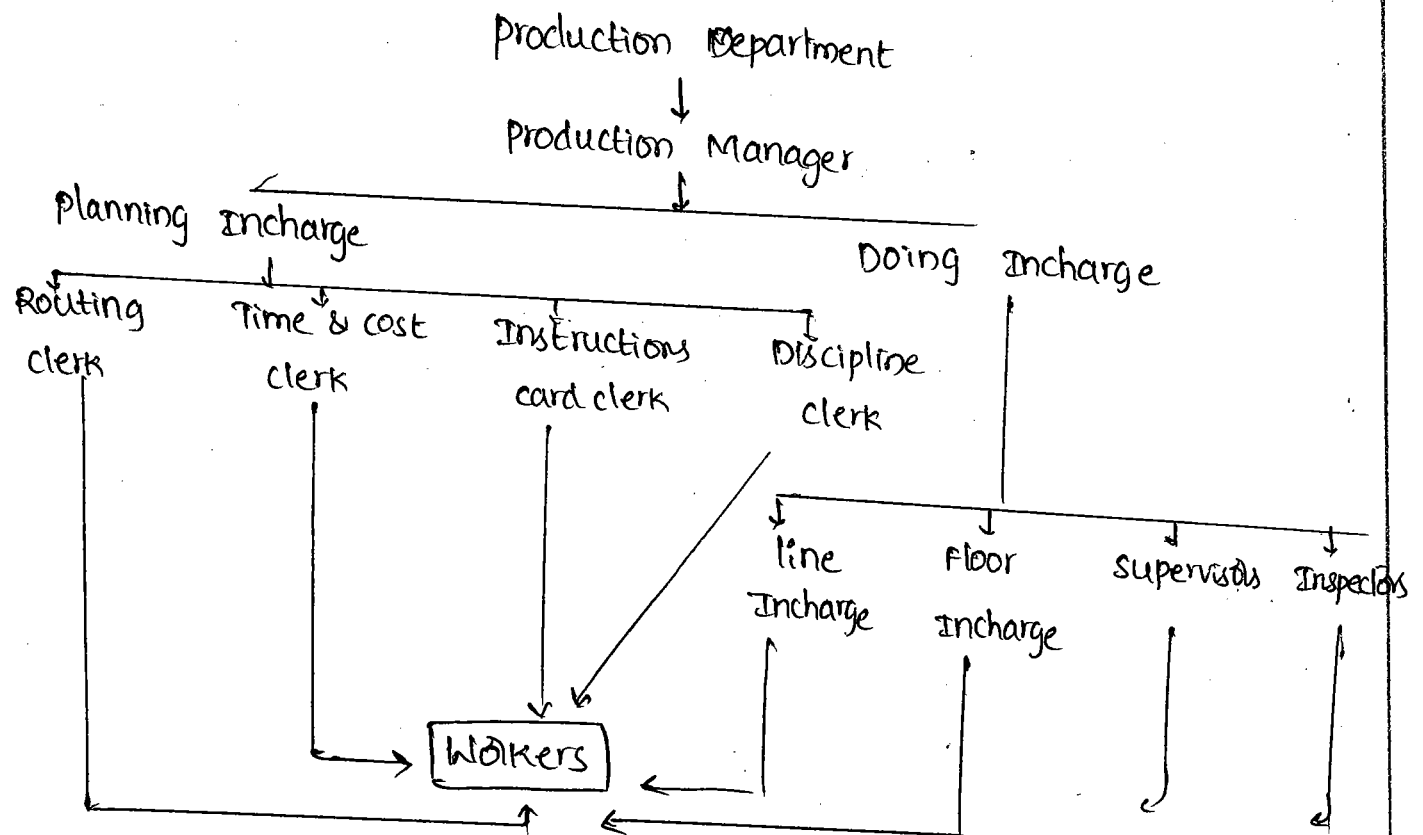 Production Department
Production Manager
Planning Incharge
Doing Incharge
Routing
clerk
Time & cost
clerk
Instructions
card clerk
Discipline
clerk
line
Incharge
Floor
Incharge
Supervisors
Inspectors
Workers